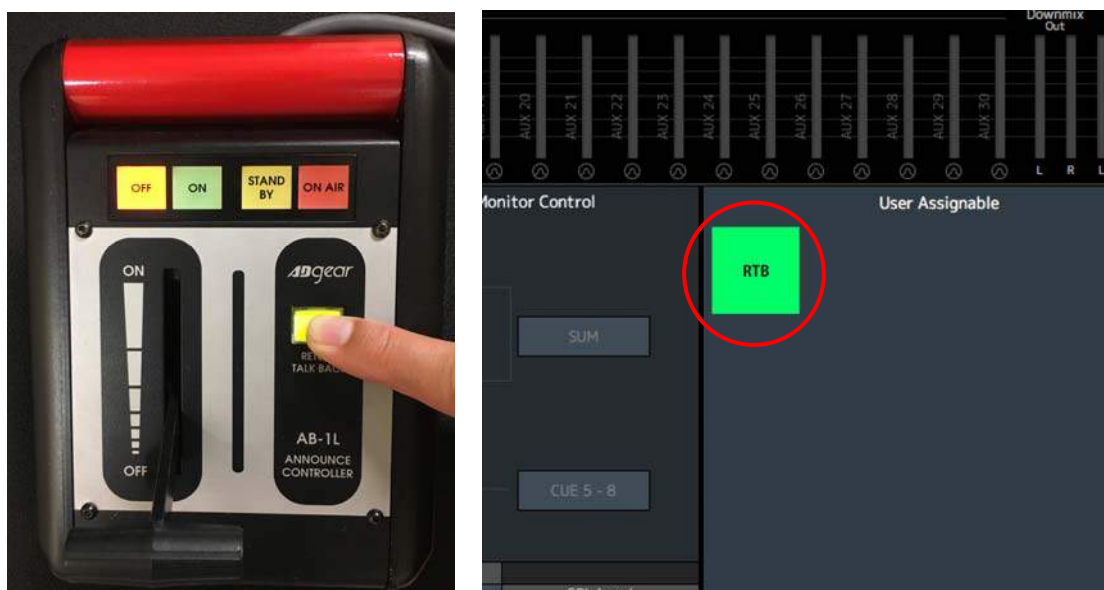 OFF
ON
STAND
BY
ON AIR
ON
OFF
ABgear
TALK
AB-1L
ANNOUNCE
CONTROLLER
Downmix
Out
AUX 20
AUX 21
AUX 22
AUX 23
AUX 24
AUX 25
AUX 26
AUX 27
AUX 28
AUX 29
AUX 30
L R L
Monitor Control
User Assignable
RTB
SUM
CUE 5 - 8